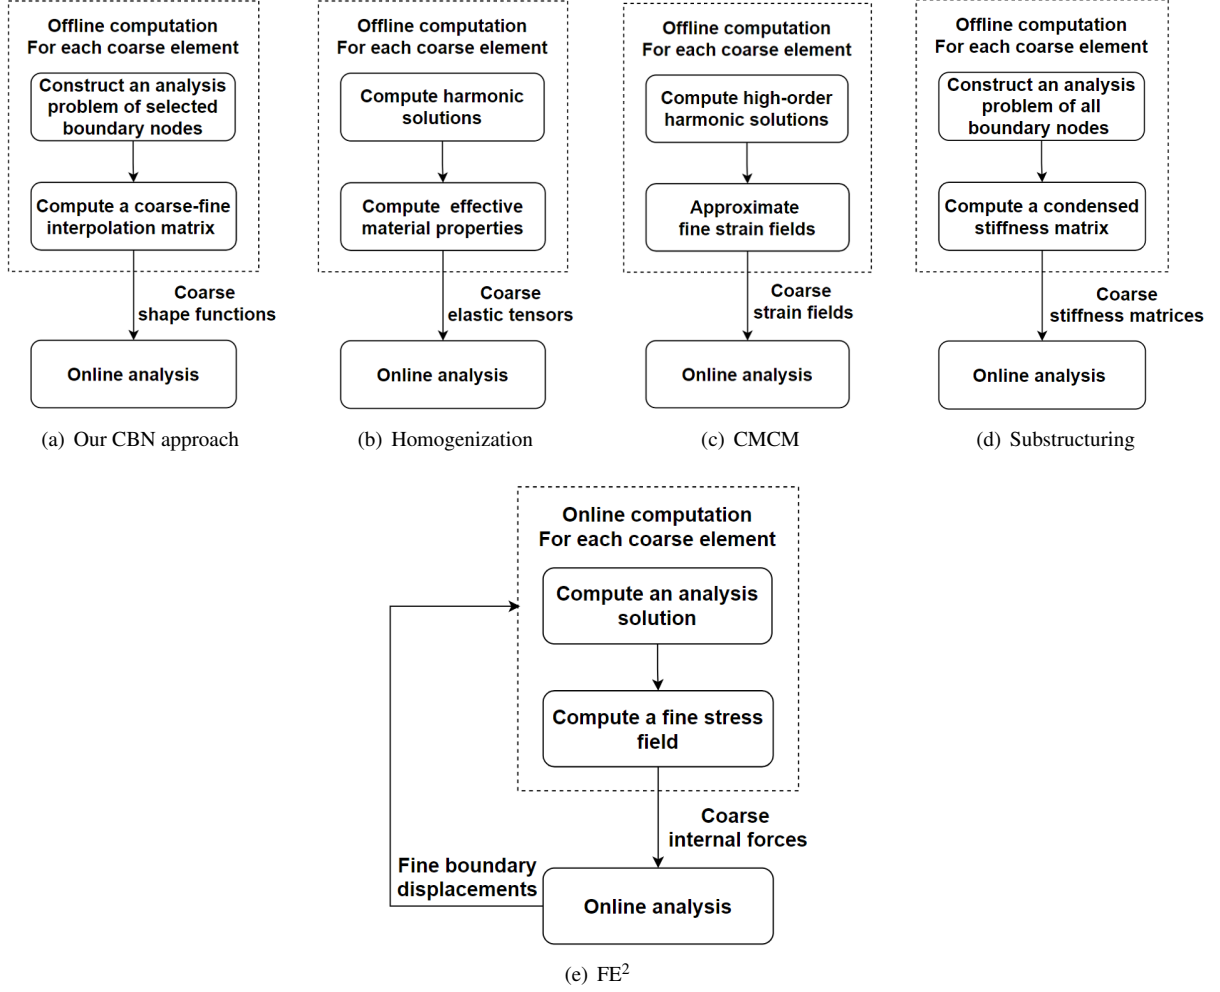 Offline computation
For each coarse element
Construct an analysis
problem of selected
boundary nodes
Compute a coarse-fine
interpolation matrix
Coarse
shape functions
Online analysis
(a) Our CBN approach
Offline computation
For each coarse element
Compute harmonic
solutions
Compute effective
material properties
Coarse
elastic tensors
Online analysis
(b) Homogenization
Offline computation
For each coarse element
Compute high-order
harmonic solutions
Approximate
fine strain fields
Coarse
strain fields
Online analysis
(c) CMCM
Offline computation
For each coarse element
Construct an analysis
problem of all
boundary nodes
Compute a condensed
stiffness matrix
Coarse
stiffness matrices
Online analysis
(d) Substructuring
Online computation
For each coarse element
Compute an analysis
solution
Compute a fine stress
field
Coarse
internal forces
Fine boundary
displacements
Online analysis
(e) FE²